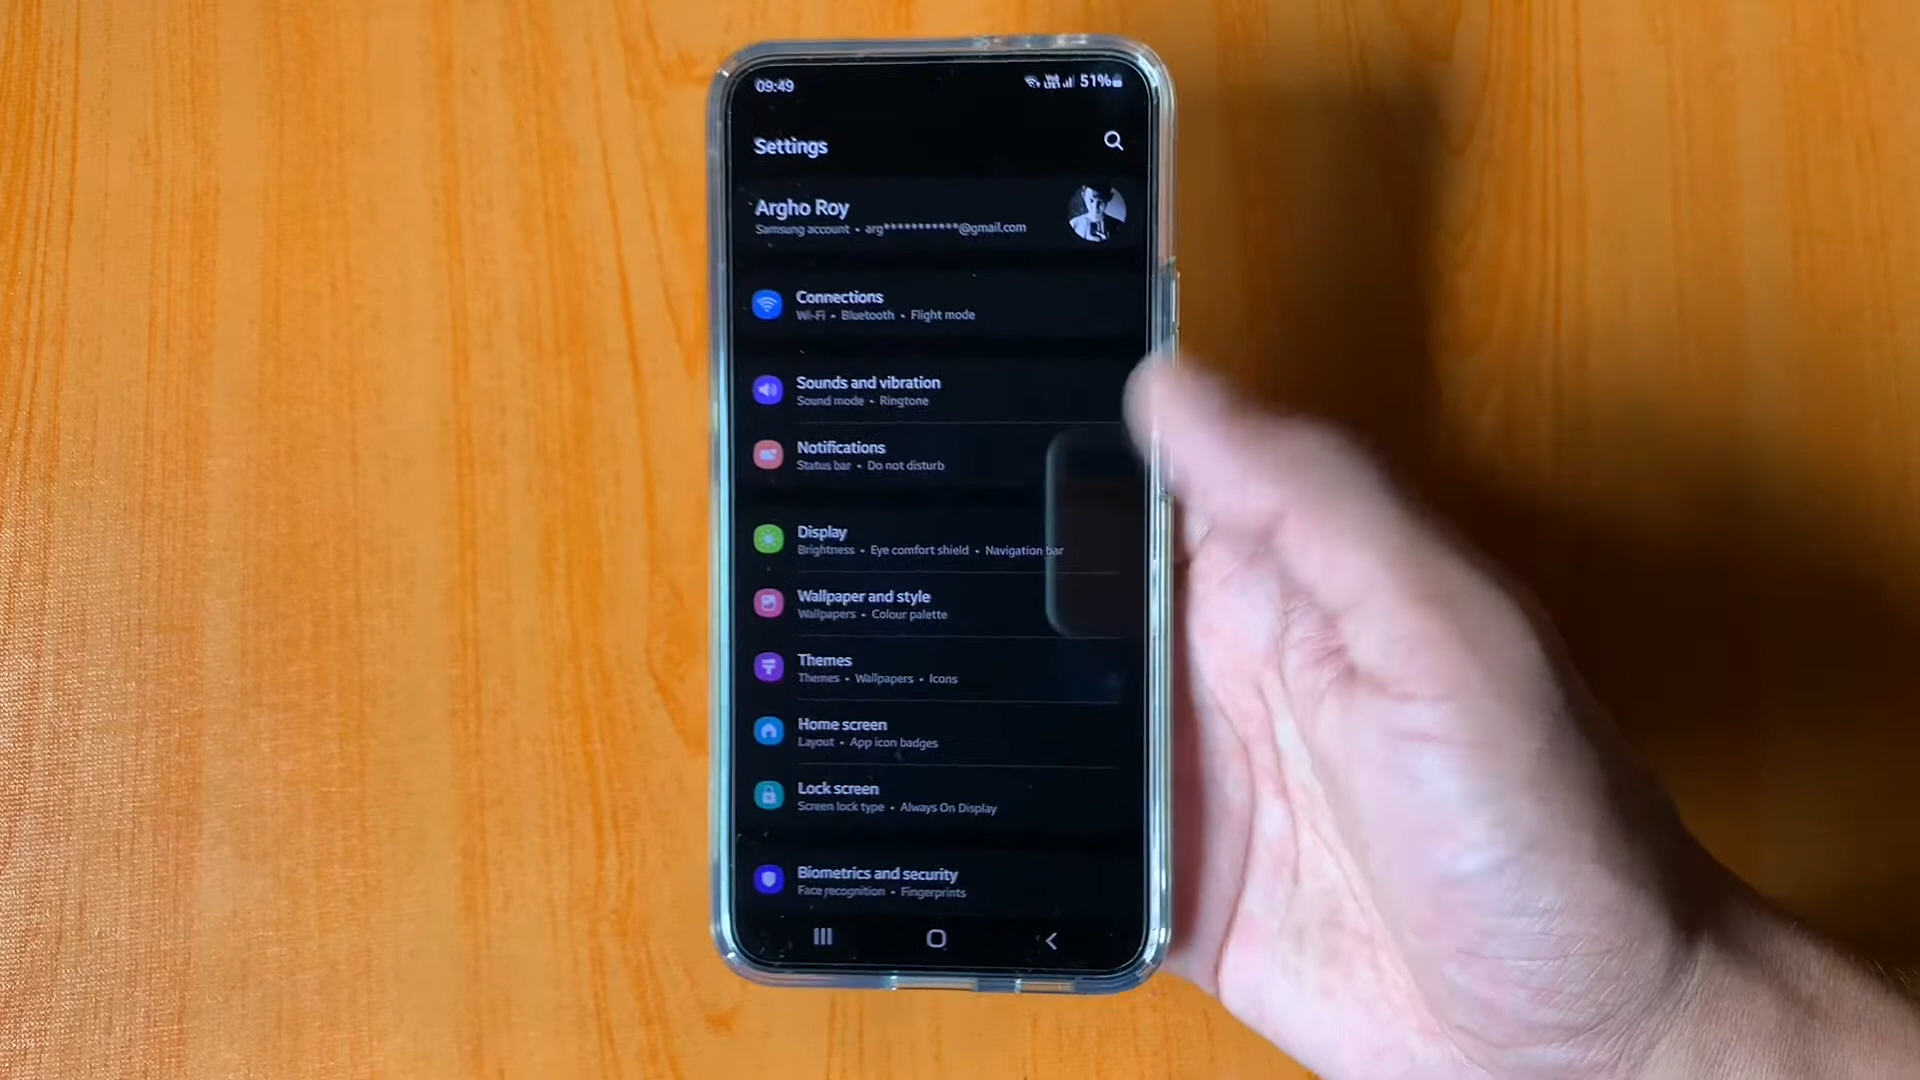 09:49
51%
Settings
Argho Roy
Samsung account • arg***********@gmail.com
Connections
Wi-Fi • Bluetooth • Flight mode
Sounds and vibration
Sound mode • Ringtone
Notifications
Status bar • Do not disturb
Display
Brightness • Eye comfort shield • Navigation bar
Wallpaper and style
Wallpapers • Colour palette
Themes
Themes • Wallpapers • Icons
Home screen
Layout • App icon badges
Lock screen
Screen lock type • Always On Display
Biometrics and security
Face recognition • Fingerprints